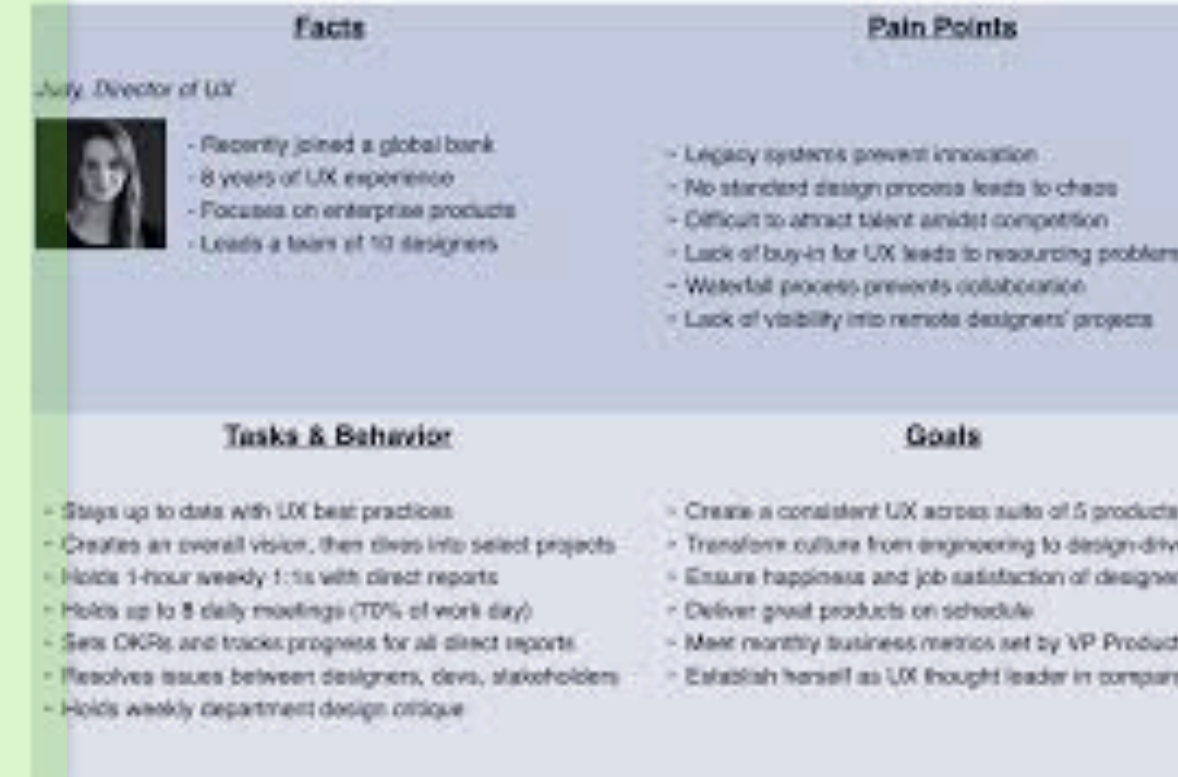 Facts
Judy, Director of UX
- Recently joined a global bank
- 8 years of UX experience
- Focuses on enterprise products
- Leads a team of 10 designers
Pain Points
- Legacy systems prevent innovation
- No standard design process leads to chaos
- Difficult to attract talent amidst competition
- Lack of buy-in for UX leads to resourcing problems
- Waterfall process prevents collaboration
- Lack of visibility into remote designers' projects
Tasks & Behavior
- Stays up to date with UX best practices
- Creates an overall vision, then dives into select projects
- Holds 1-hour weekly 1:1s with direct reports
- Holds up to 8 daily meetings (70% of work day)
- Sets OKRs and tracks progress for all direct reports
- Resolves issues between designers, devs, stakeholders
- Holds weekly department design critique
Goals
- Create a consistent UX across suite of 5 products
- Transform culture from engineering to design-driv
- Ensure happiness and job satisfaction of designe
- Deliver great products on schedule
- Meet monthly business metrics set by VP Product
- Establish herself as UX thought leader in compan